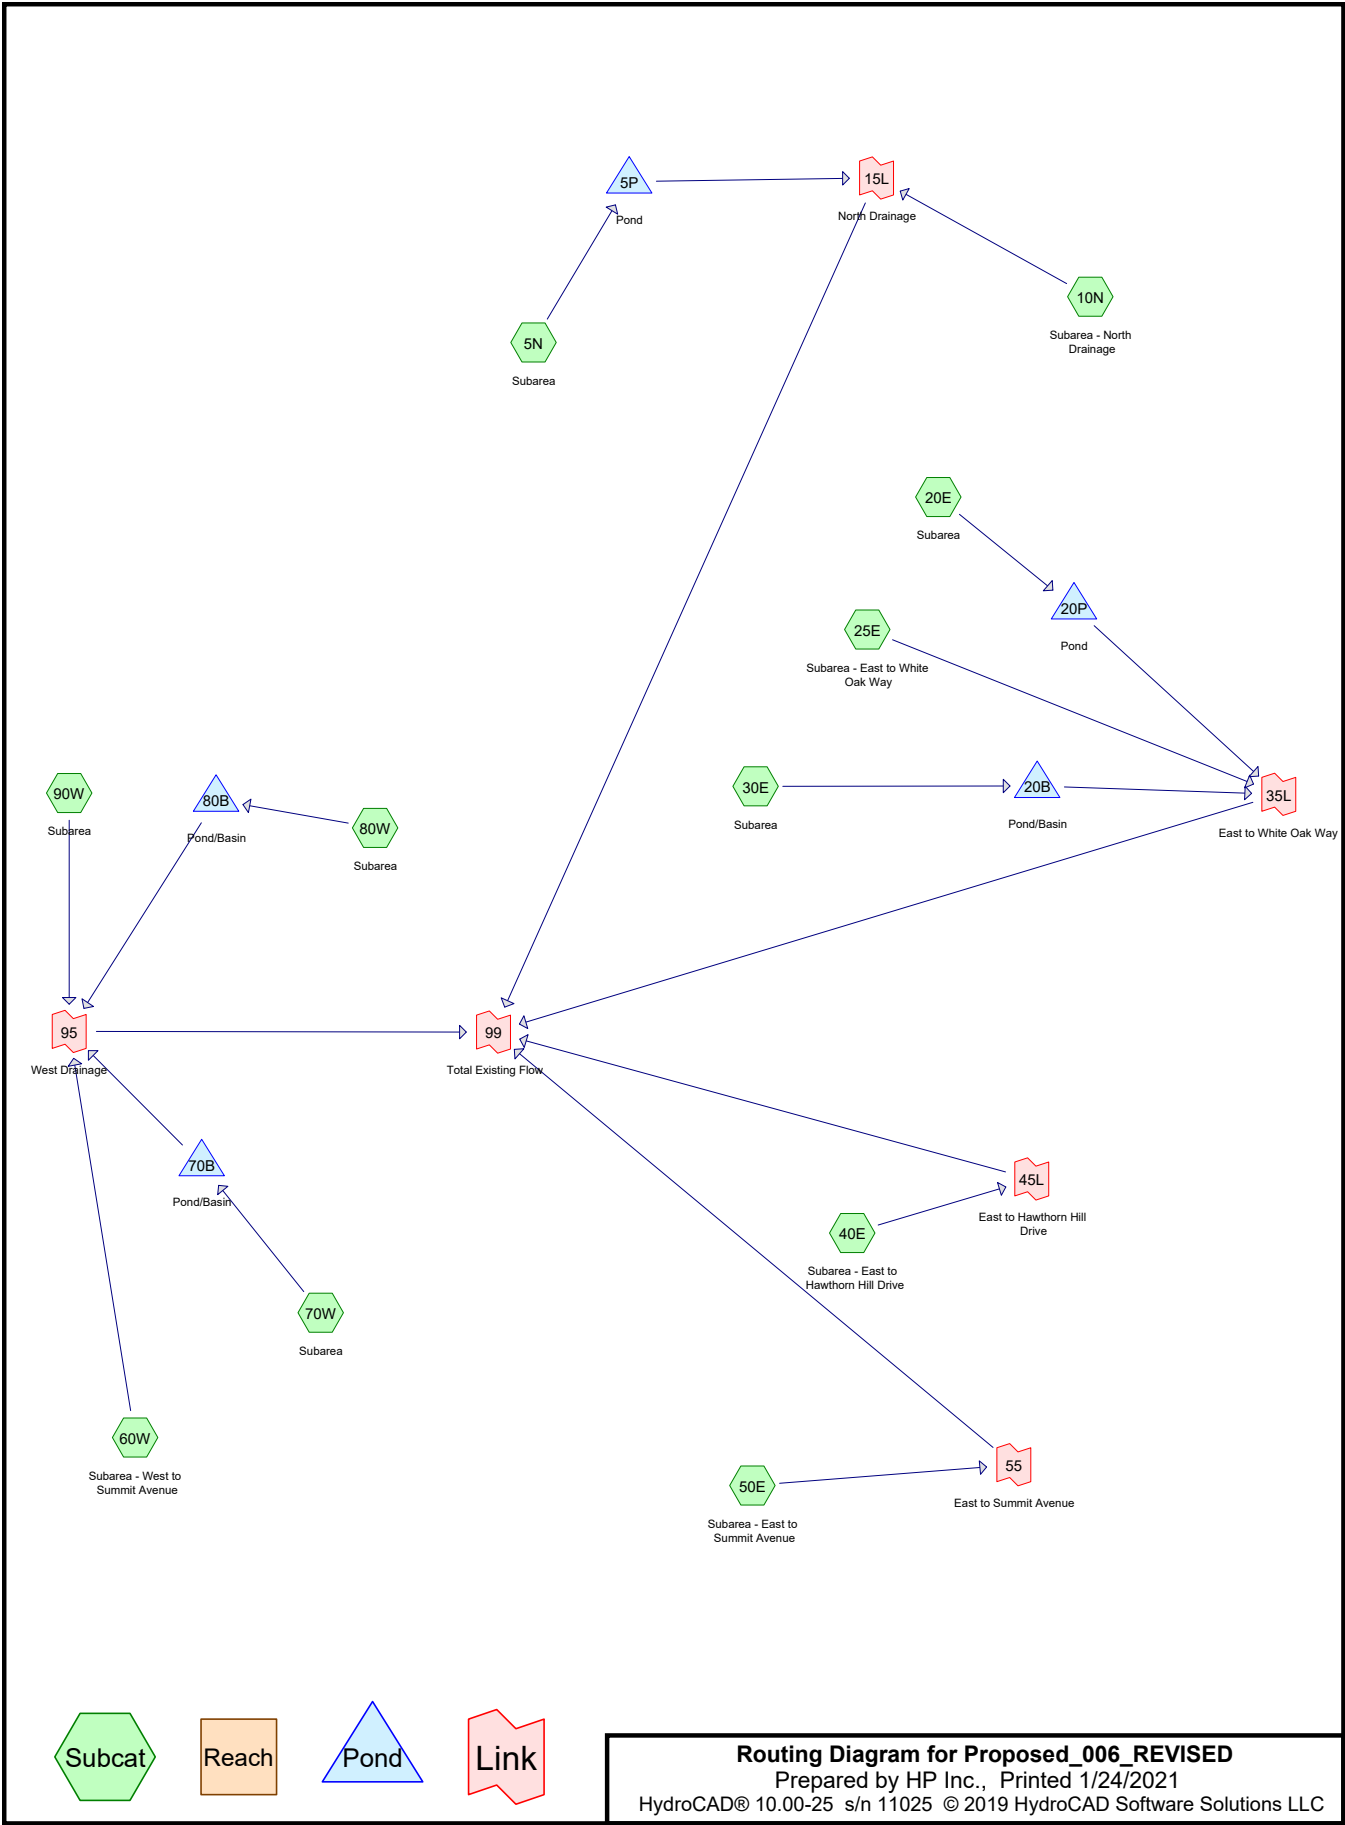 5P
Pond
15L
North Drainage
10N
Subarea - North
Drainage
5N
Subarea
20E
Subarea
20P
Pond
25E
Subarea - East to White
Oak Way
30E
Subarea
20B
Pond/Basin
35L
East to White Oak Way
90W
Subarea
80B
Pond/Basin
80W
Subarea
95
West Drainage
99
Total Existing Flow
70B
Pond/Basin
45L
East to Hawthorn Hill
Drive
40E
Subarea - East to
Hawthorn Hill Drive
70W
Subarea
60W
Subarea - West to
Summit Avenue
50E
Subarea - East to
Summit Avenue
55
East to Summit Avenue
Subcat
Reach
Pond
Link
Routing Diagram for Proposed_006_REVISED
Prepared by HP Inc.,  Printed 1/24/2021
HydroCAD® 10.00-25  s/n 11025  © 2019 HydroCAD Software Solutions LLC